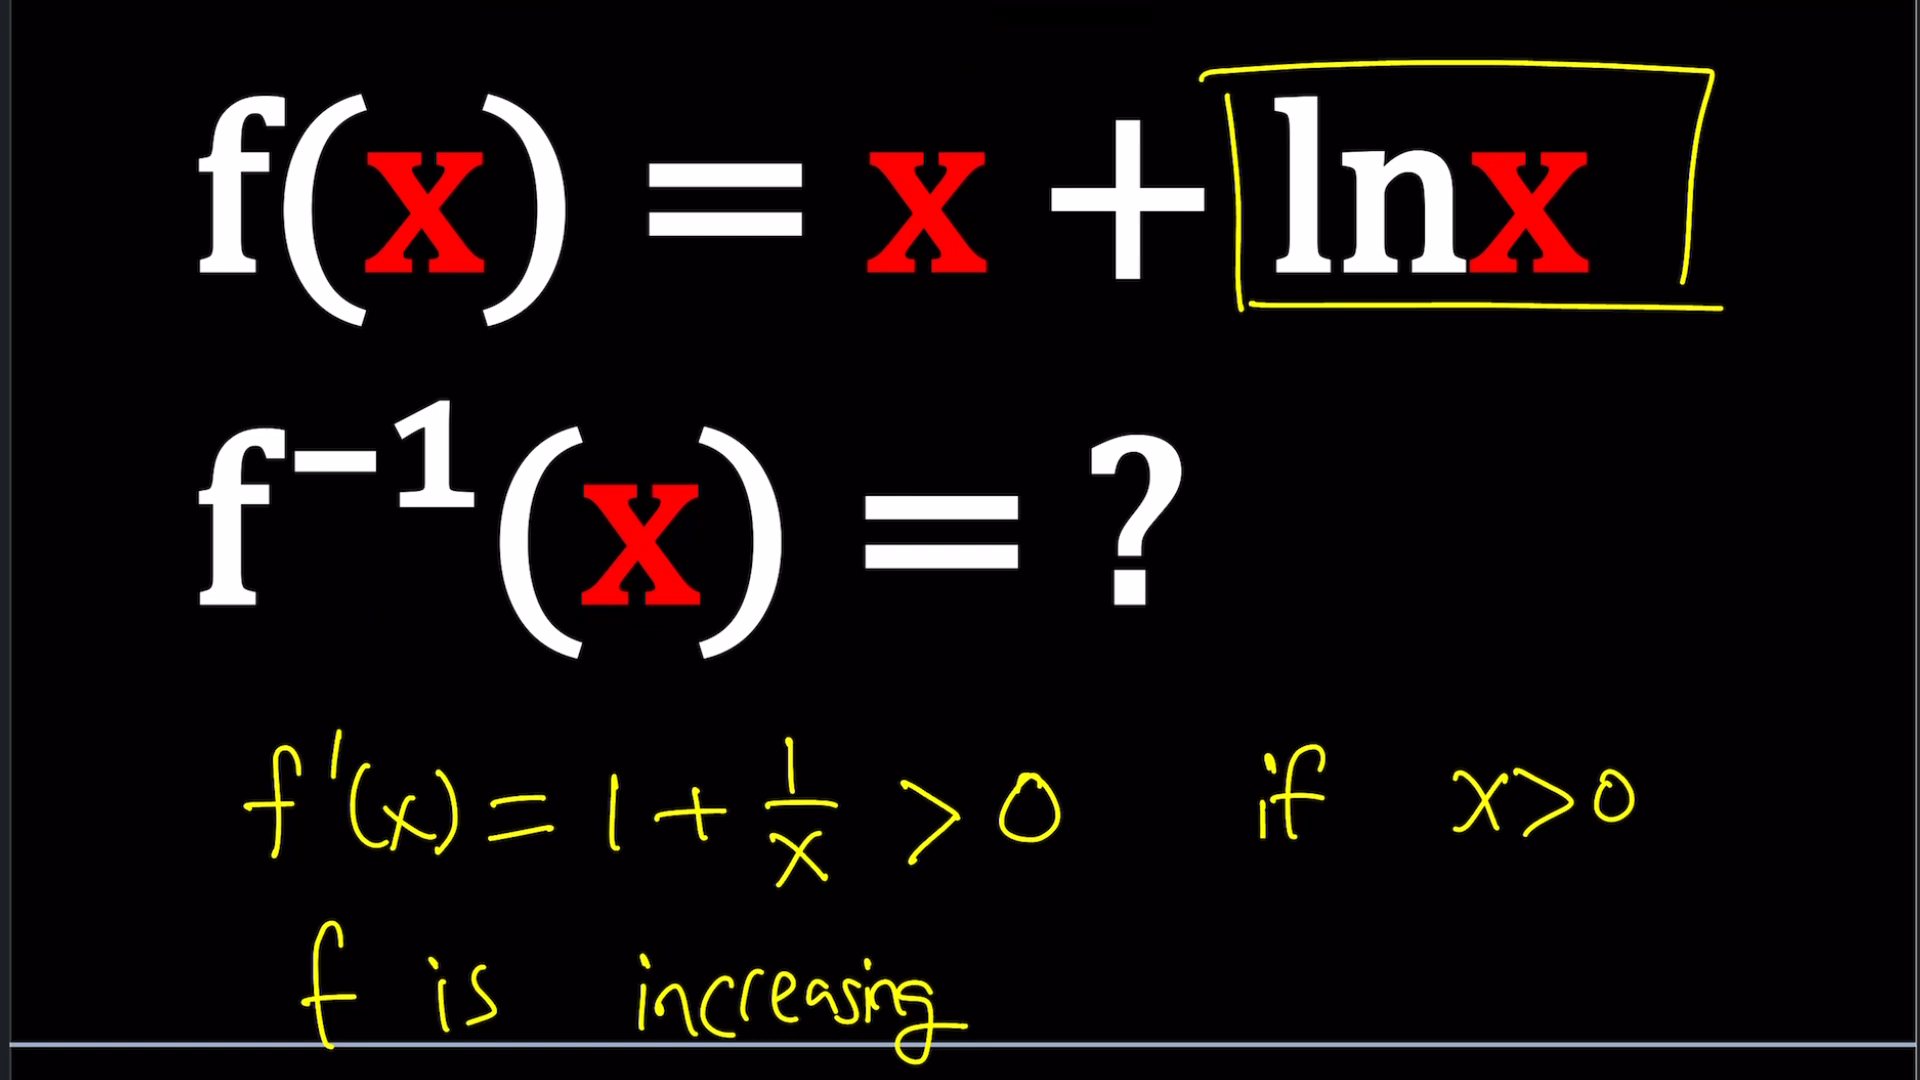 f(x) = x + lnx
f⁻¹(x) = ?
f'(x) = 1 + 1/x > 0 if x>0
f is increasing